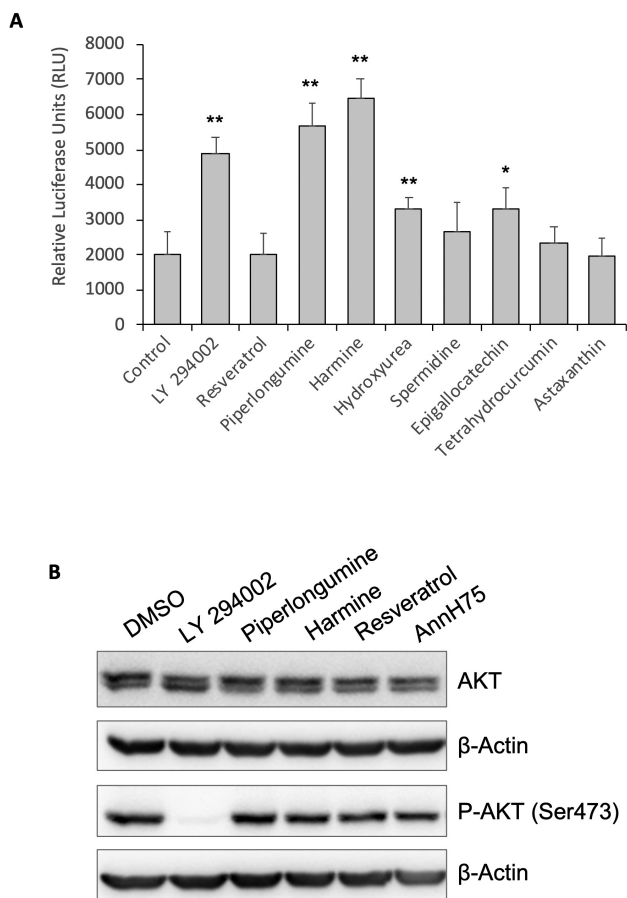 A
Relative Luciferase Units (RLU)
8000
7000
6000
5000
4000
3000
2000
1000
0
**
**
**
**
*
Control
LY 294002
Resveratrol
Piperlongumine
Harmine
Hydroxyurea
Spermidine
Epigallocatechin
Tetrahydrocurcumin
Astaxanthin
B
DMSO
LY 294002
Piperlongumine
Harmine
Resveratrol
AnnH75
AKT
β-Actin
P-AKT (Ser473)
β-Actin